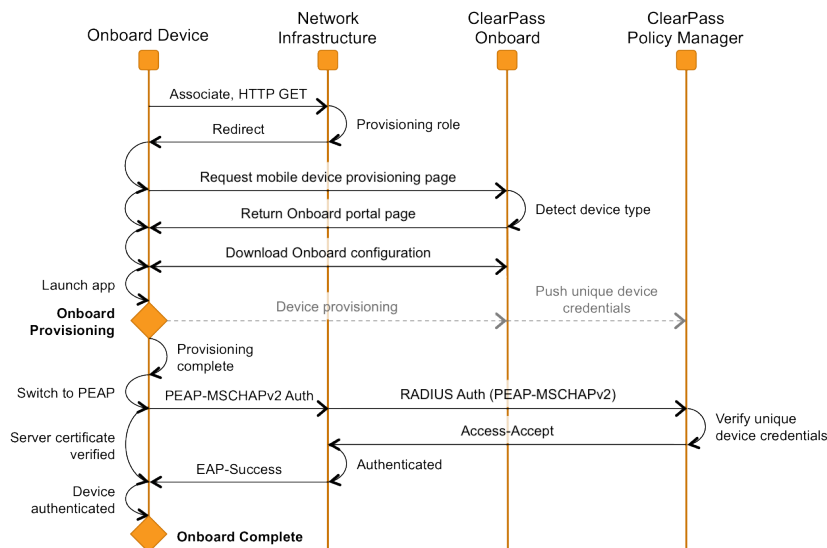 Onboard Device
Network
Infrastructure
ClearPass
Onboard
ClearPass
Policy Manager
Associate, HTTP GET
Provisioning role
Redirect
Request mobile device provisioning page
Detect device type
Return Onboard portal page
Download Onboard configuration
Launch app
Onboard
Provisioning
Device provisioning
Push unique device
credentials
Provisioning
complete
Switch to PEAP
PEAP-MSCHAPv2 Auth
RADIUS Auth (PEAP-MSCHAPv2)
Verify unique
device credentials
Server certificate
verified
Access-Accept
Authenticated
EAP-Success
Device
authenticated
Onboard Complete